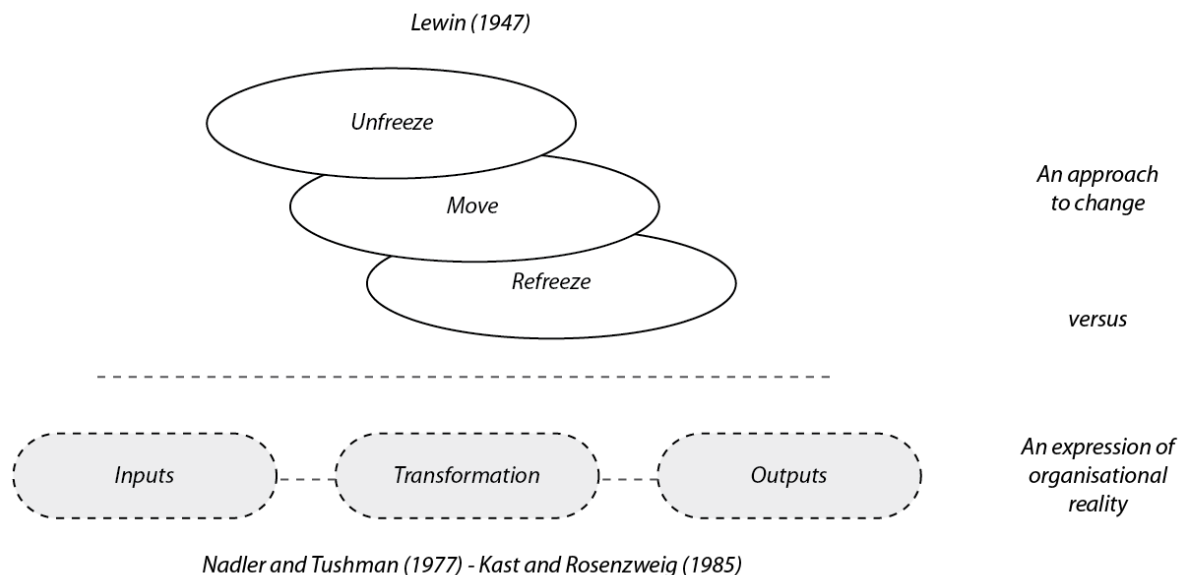 Lewin (1947)
Unfreeze
Move
Refreeze
An approach
to change
versus
Inputs
Transformation
Outputs
An expression of
organisational
reality
Nadler and Tushman (1977) - Kast and Rosenzweig (1985)